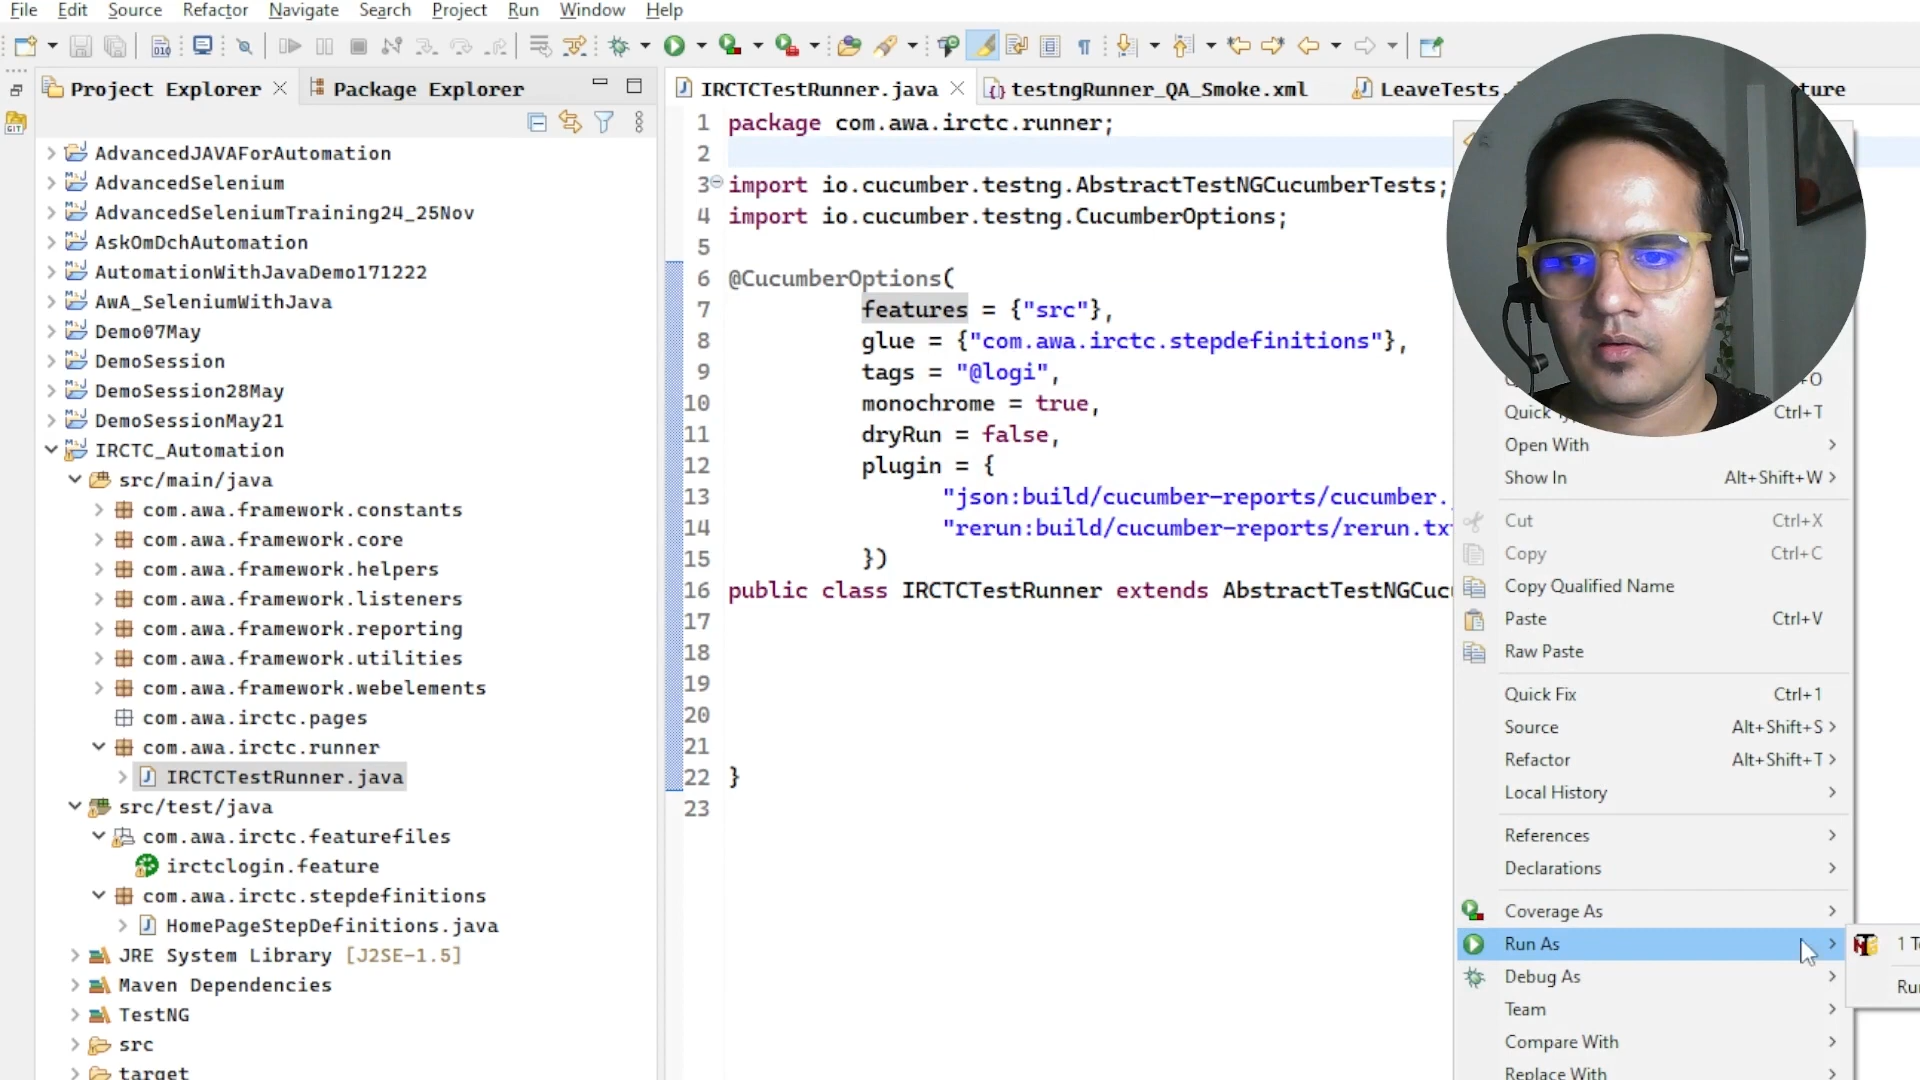 File Edit Source Refactor Navigate Search Project Run Window Help
Project Explorer
Package Explorer
IRCTCTestRunner.java
testngRunner_QA_Smoke.xml
LeaveTests.
ture
AdvancedJAVAForAutomation
AdvancedSelenium
AdvancedSeleniumTraining24_25Nov
AskOmDchAutomation
AutomationWithJavaDemo171222
AwA_SeleniumWithJava
Demo07May
DemoSession
DemoSession28May
DemoSessionMay21
IRCTC_Automation
src/main/java
com.awa.framework.constants
com.awa.framework.core
com.awa.framework.helpers
com.awa.framework.listeners
com.awa.framework.reporting
com.awa.framework.utilities
com.awa.framework.webelements
com.awa.irctc.pages
com.awa.irctc.runner
IRCTCTestRunner.java
src/test/java
com.awa.irctc.featurefiles
irctclogin.feature
com.awa.irctc.stepdefinitions
HomePageStepDefinitions.java
JRE System Library [J2SE-1.5]
Maven Dependencies
TestNG
src
target
1 package com.awa.irctc.runner;
2
3 import io.cucumber.testng.AbstractTestNGCucumberTests;
4 import io.cucumber.testng.CucumberOptions;
5
6 @CucumberOptions(
7 features = {"src"},
8 glue = {"com.awa.irctc.stepdefinitions"},
9 tags = "@logi",
10 monochrome = true,
11 dryRun = false,
12 plugin = {
13 "json:build/cucumber-reports/cucumber.
14 "rerun:build/cucumber-reports/rerun.tx
15 })
16 public class IRCTCTestRunner extends AbstractTestNGCuc
17
18
19
20
21
22 }
23
+O
Quick Ctrl+T
Open With
Show In Alt+Shift+W
Cut Ctrl+X
Copy Ctrl+C
Copy Qualified Name
Paste Ctrl+V
Raw Paste
Quick Fix Ctrl+1
Source Alt+Shift+S
Refactor Alt+Shift+T
Local History
References
Declarations
Coverage As
Run As
Debug As
Team
Compare With
Replace With
1 T
Ru